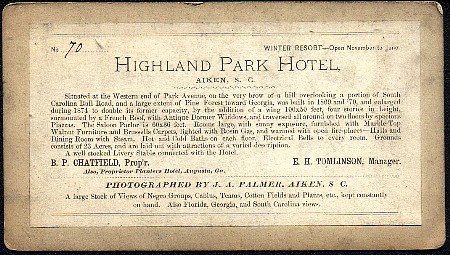 No 70 WINTER RESORT—Open November to June
HIGHLAND PARK HOTEL,
AIKEN, S. C.
Situated at the Western end of Park Avenue, on the very brow of a hill overlooking a portion of South
Carolina Rail Road, and a large extent of Pine Forest toward Georgia, was built in 1869 and '70, and enlarged
during 1874 to double its former capacity, by the addition of a wing 100x50 feet, four stories in height,
surmounted by a French Roof, with Antique Dormer Windows, and traversed all around on two floors by specious
Piazzas. The Saloon Parlor is 40x80 feet. Rooms large, with sunny exposure, furnished with Marble-Top
Walnut Furniture and Brussells Carpets, lighted with Rosin Gas, and warmed with open fire-places—Halls and
Dining Room with Steam. Hot and Cold Baths on each floor. Electrical Bells to every room. Grounds
consists of 25 Acres, and are laid out with attractions of a varied description.
A well stocked Livery Stable connected with the Hotel.
B. P. CHATFIELD, Prop'r. E. H. TOMLINSON, Manager.
Also, Proprietor Planters Hotel, Augusta, Ga.
PHOTOGRAPHED BY J. A. PALMER, AIKEN, S C.
A large Stock of Views of Negro Groups, Cabins, Teams, Cotton Fields and Plants, etc., kept constantly
on hand. Also Florida, Georgia, and South Carolina views.